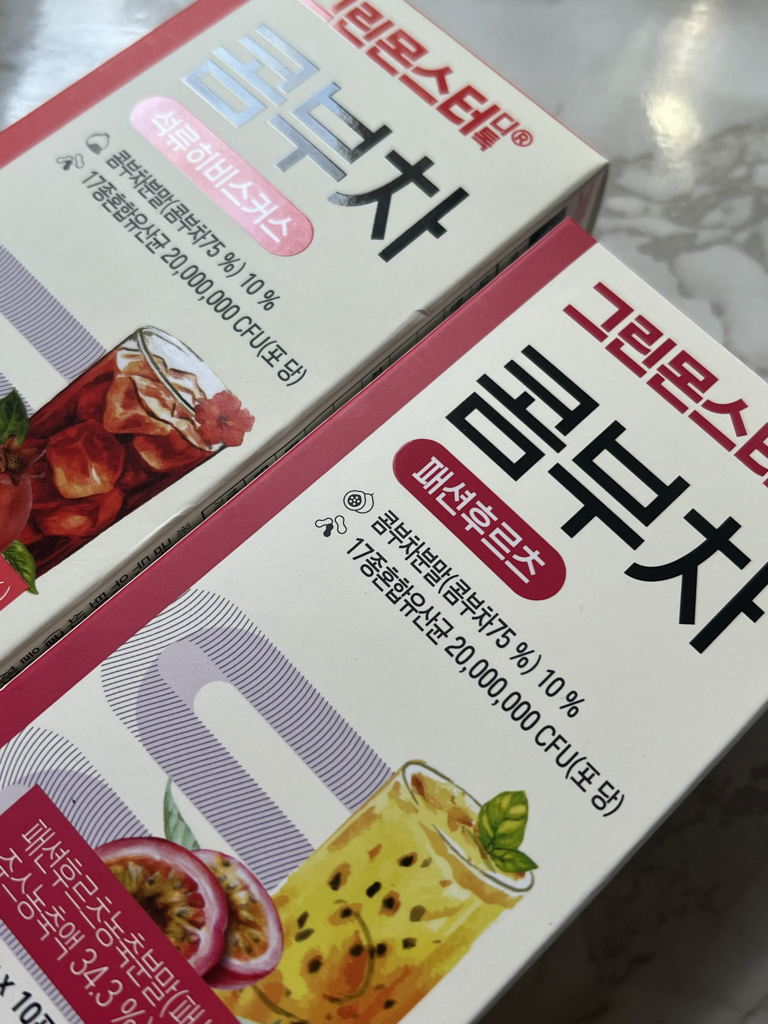 그린몬스터 디톡®
콤부차
석류히비스커스
콤부차분말(콤부차75 %) 10 %
17종혼합유산균 20,000,000 CFU(포 당)
그린몬스터
콤부차
패션후르츠
콤부차분말(콤부차75 %) 10 %
17종혼합유산균 20,000,000 CFU(포 당)
패션후르츠농축분말(패
주스농축액 34.3 %)
x 10포